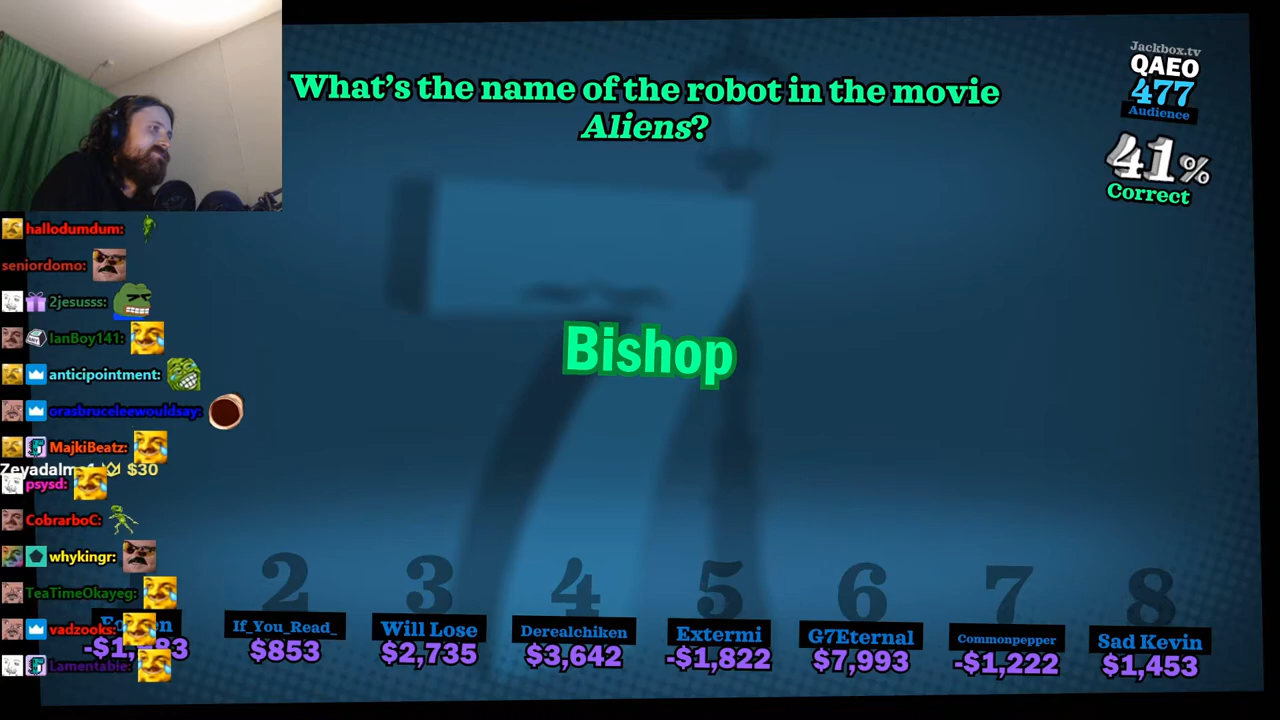 What's the name of the robot in the movie
Aliens?
Jackbox.tv
QAEO
477
Audience
41%
Correct
Bishop
hallodumdum:
seniordomo:
2jesusss:
IanBoy141:
anticipointment:
orasbruceleewouldsay:
MajkiBeatz:
$30
psysd:
CobrarboC:
whykingr:
TeaTimeOkayeg:
vadzooks:
Lamentable:
2 3 4 5 6 7 8
If_You_Read_ Will Lose Derealchiken Extermi G7Eternal Commonpepper Sad Kevin
$853 $2,735 $3,642 -$1,822 $7,993 -$1,222 $1,453